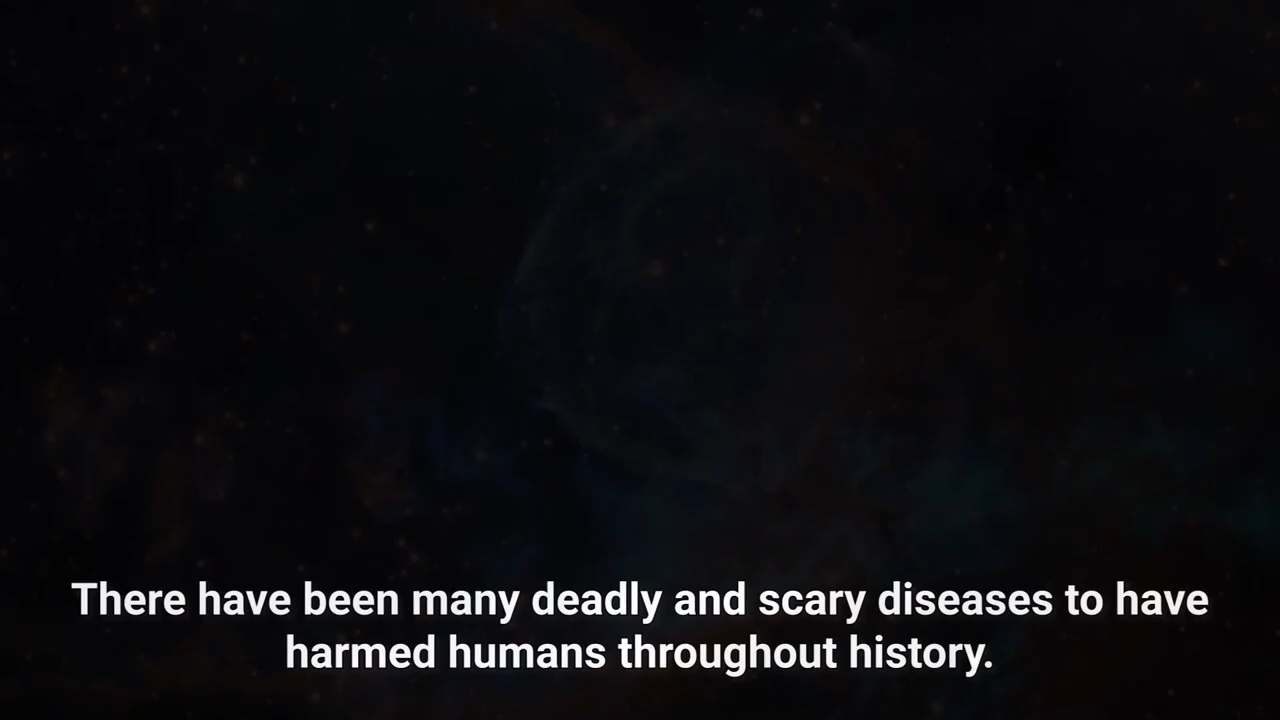 There have been many deadly and scary diseases to have
harmed humans throughout history.